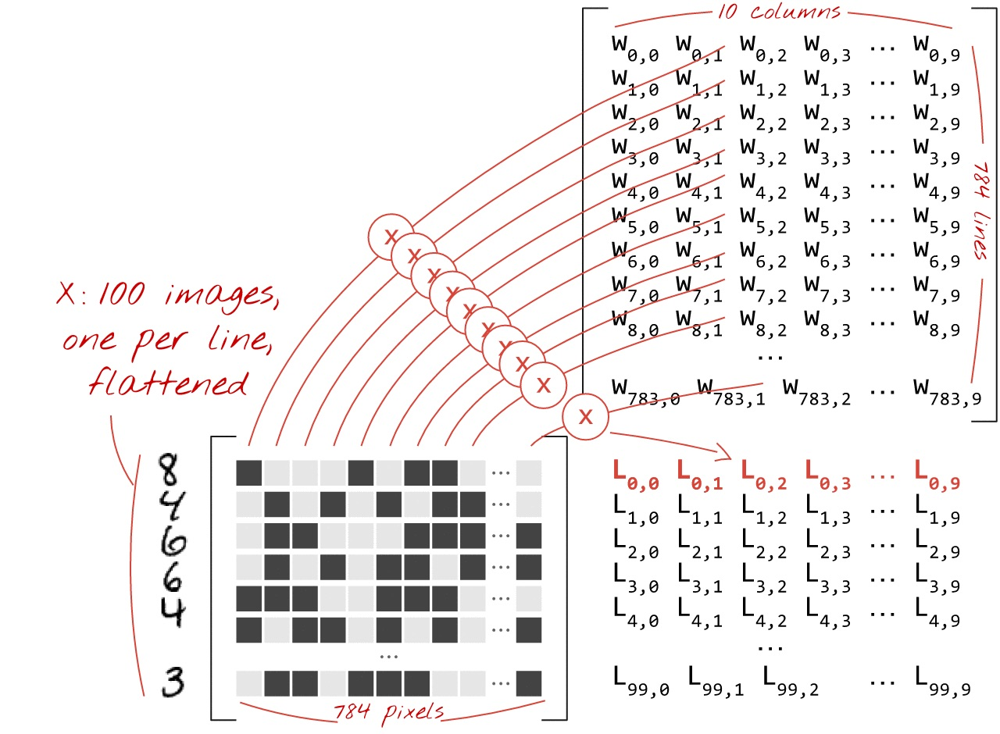 10 columns
W0,0 W0,1 W0,2 W0,3 ... W0,9
W1,0 W1,1 W1,2 W1,3 ... W1,9
W2,0 W2,1 W2,2 W2,3 ... W2,9
W3,0 W3,1 W3,2 W3,3 ... W3,9
W4,0 W4,1 W4,2 W4,3 ... W4,9
W5,0 W5,1 W5,2 W5,3 ... W5,9
W6,0 W6,1 W6,2 W6,3 ... W6,9
W7,0 W7,1 W7,2 W7,3 ... W7,9
W8,0 W8,1 W8,2 W8,3 ... W8,9
...
W783,0 W783,1 W783,2 ... W783,9
784 lines
X
X
X
X
X
X
X
X
X
X
X: 100 images,
one per line,
flattened
8
4
6
6
4
3
...
...
...
...
...
...
...
...
784 pixels
L0,0 L0,1 L0,2 L0,3 ... L0,9
L1,0 L1,1 L1,2 L1,3 ... L1,9
L2,0 L2,1 L2,2 L2,3 ... L2,9
L3,0 L3,1 L3,2 L3,3 ... L3,9
L4,0 L4,1 L4,2 L4,3 ... L4,9
...
L99,0 L99,1 L99,2 ... L99,9